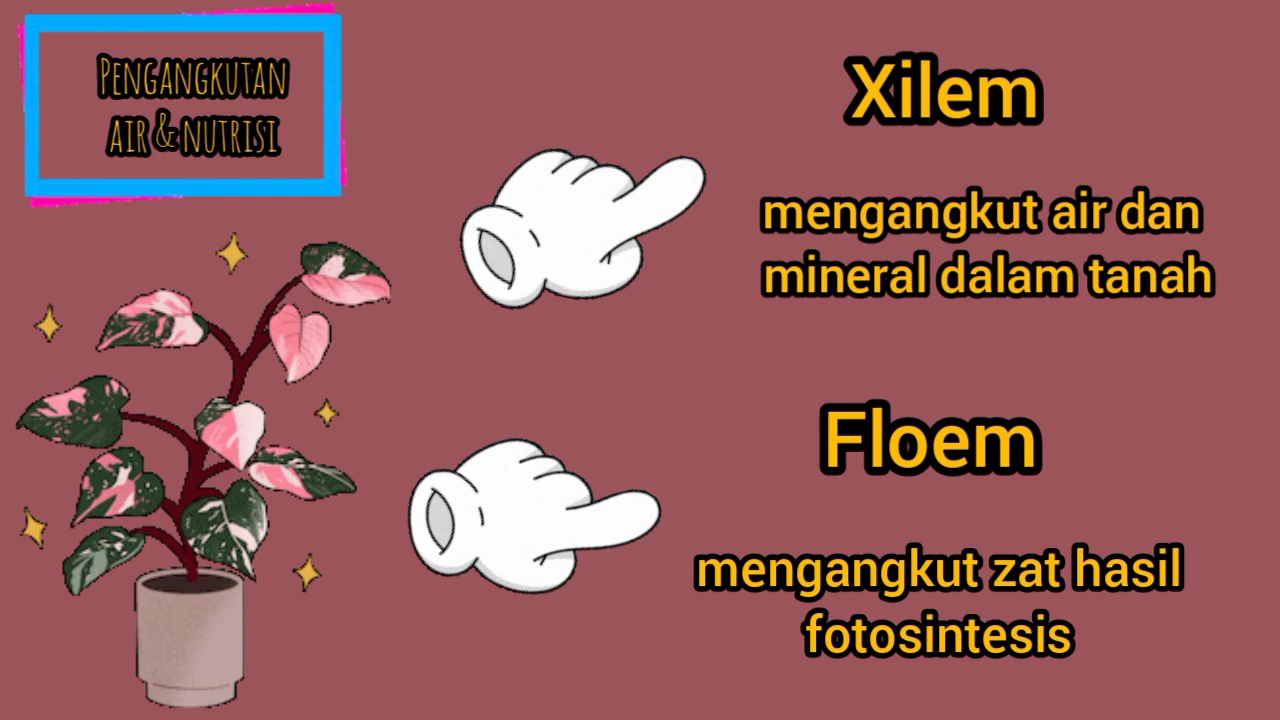 Pengangkutan
air & nutrisi
Xilem
mengangkut air dan
mineral dalam tanah
Floem
mengangkut zat hasil
fotosintesis